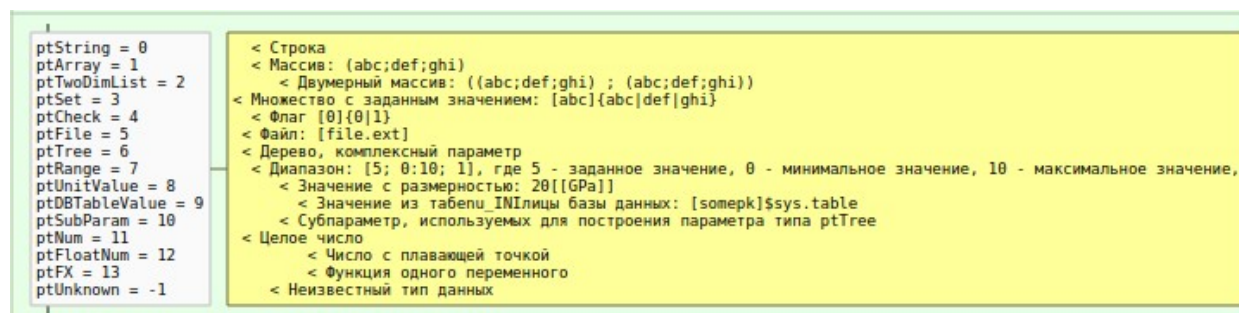 ptString = 0 < Строка
ptArray = 1 < Массив: (abc;def;ghi)
ptTwoDimList = 2 < Двумерный массив: ((abc;def;ghi) ; (abc;def;ghi))
ptSet = 3 < Множество с заданным значением: [abc]{abc|def|ghi}
ptCheck = 4 < Флаг [0]{0|1}
ptFile = 5 < Файл: [file.ext]
ptTree = 6 < Дерево, комплексный параметр
ptRange = 7 < Диапазон: [5; 0:10; 1], где 5 - заданное значение, 0 - минимальное значение, 10 - максимальное значение,
ptUnitValue = 8 < Значение с размерностью: 20[[GPa]]
ptDBTableValue = 9 < Значение из табenu_INIлицы базы данных: [somepk]$sys.table
ptSubParam = 10 < Субпараметр, используемых для построения параметра типа ptTree
ptNum = 11 < Целое число
ptFloatNum = 12 < Число с плавающей точкой
ptFX = 13 < Функция одного переменного
ptUnknown = -1 < Неизвестный тип данных